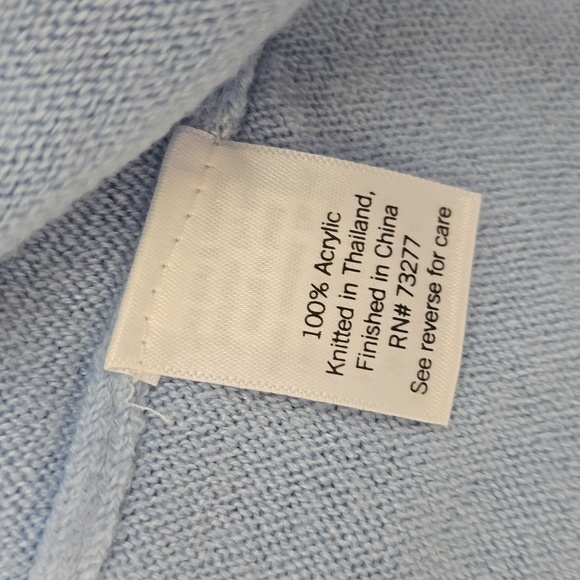 100% Acrylic
Knitted in Thailand,
Finished in China
RN# 73277
See reverse for care